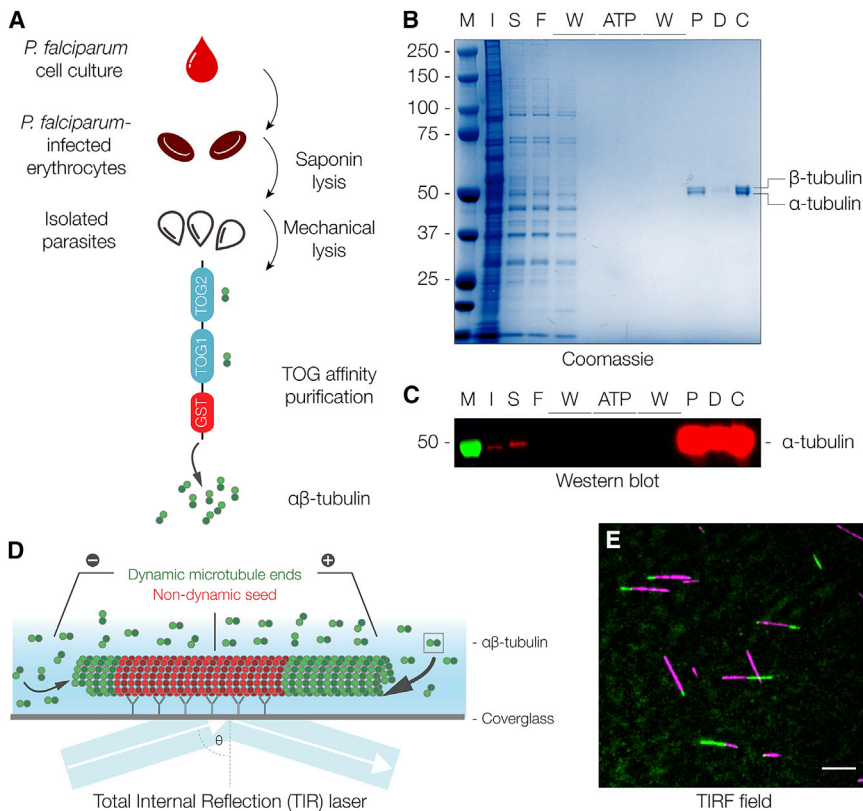 A
P. falciparum
cell culture
P. falciparum-
infected
erythrocytes
Saponin
lysis
Isolated
parasites
Mechanical
lysis
TOG2
TOG1
GST
TOG affinity
purification
αβ-tubulin
B
M I S F W ATP W P D C
250
150
100
75
50
37
25
β-tubulin
α-tubulin
Coomassie
C
M I S F W ATP W P D C
50
α-tubulin
Western blot
D
− +
Dynamic microtubule ends
Non-dynamic seed
αβ-tubulin
Coverglass
θ
Total Internal Reflection (TIR) laser
E
TIRF field